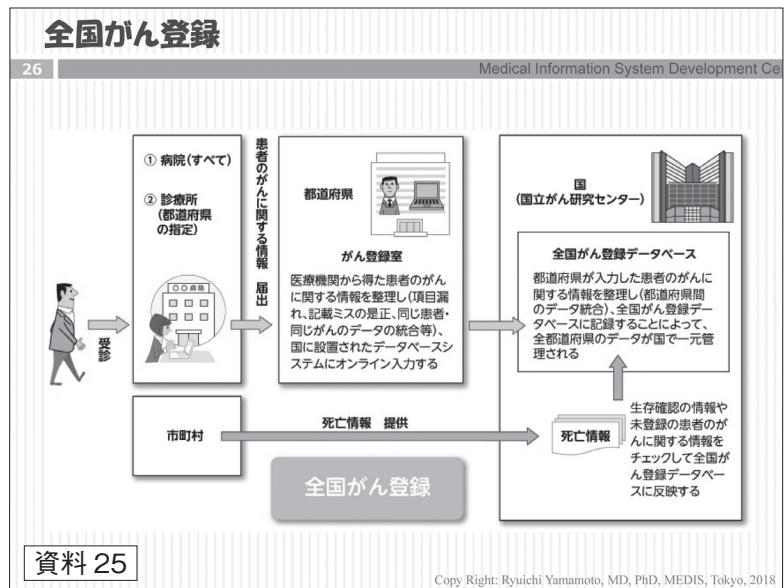 全国がん登録
26
Medical Information System Development Ce
① 病院(すべて)
② 診療所
(都道府県
の指定)
〇〇病院
受診
患者のがんに関する情報 届出
都道府県
がん登録室
医療機関から得た患者のがん
に関する情報を整理し(項目漏
れ、記載ミスの是正、同じ患者・
同じがんのデータの統合等)、
国に設置されたデータベースシ
ステムにオンライン入力する
国
(国立がん研究センター)
全国がん登録データベース
都道府県が入力した患者のがんに
関する情報を整理し(都道府県間
のデータ統合)、全国がん登録デー
タベースに記録することによって、
全都道府県のデータが国で一元管
理される
市町村
死亡情報 提供
死亡情報
生存確認の情報や
未登録の患者のが
んに関する情報を
チェックして全国が
ん登録データベー
スに反映する
全国がん登録
資料 25
Copy Right: Ryuichi Yamamoto, MD, PhD, MEDIS, Tokyo, 2018